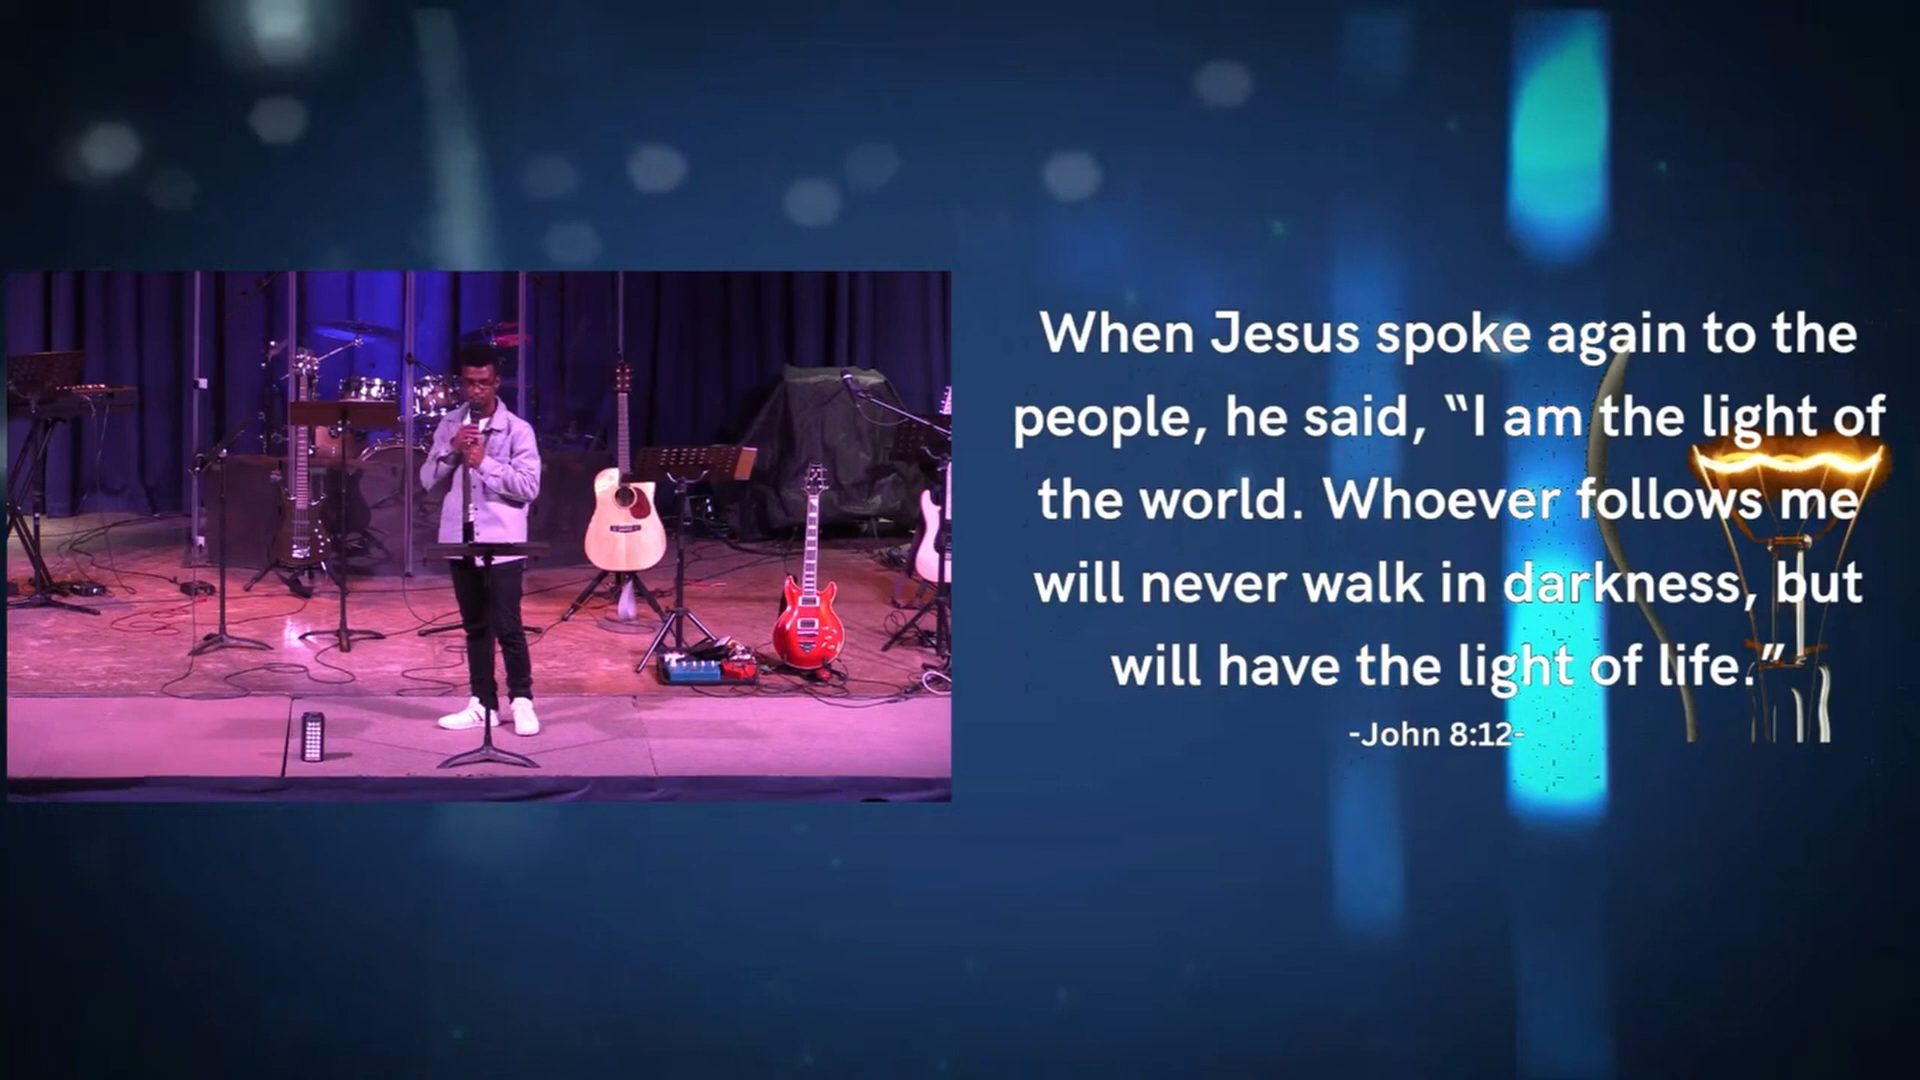 When Jesus spoke again to the
people, he said, “I am the light of
the world. Whoever follows me
will never walk in darkness, but
will have the light of life.”
-John 8:12-